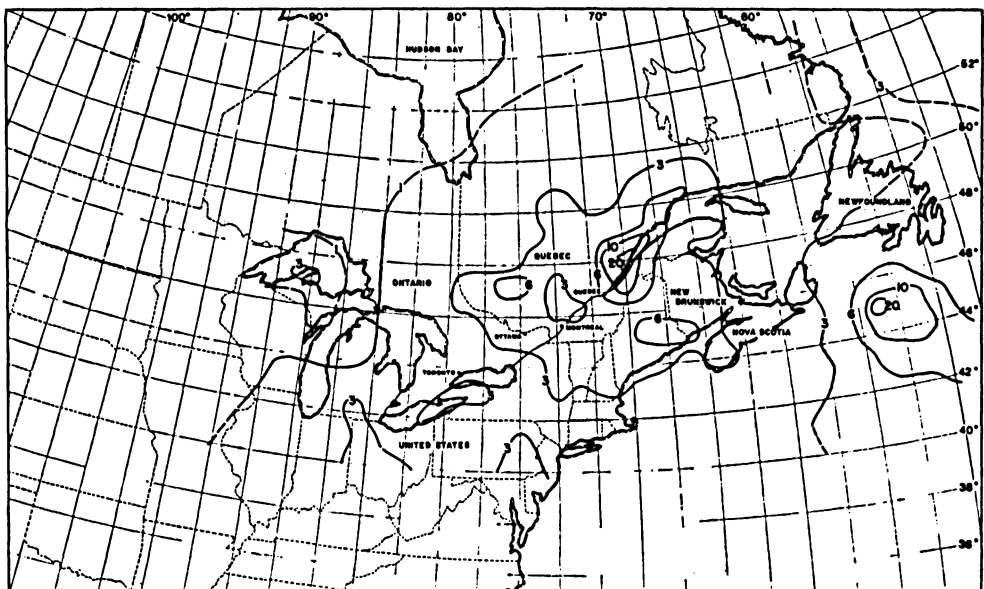 100° 90° 80° 70° 60°
HUDSON BAY
52°
3
50°
3
48°
NEWFOUNDLAND
10
QUEBEC
46°
20
3
6
10
ONTARIO
6
3
QUEBEC
NEW
BRUNSWICK
20
44°
6
6
MONTREAL
NOVA SCOTIA
3
OTTAWA
42°
TORONTO
3
3
40°
UNITED STATES
38°
36°